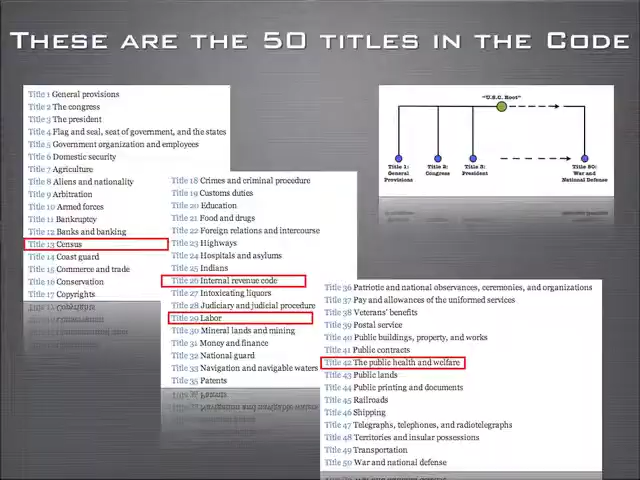 These are the 50 titles in the Code
Title 1 General provisions
Title 2 The congress
Title 3 The president
Title 4 Flag and seal, seat of government, and the states
Title 5 Government organization and employees
Title 6 Domestic security
Title 7 Agriculture
Title 8 Aliens and nationality
Title 9 Arbitration
Title 10 Armed forces
Title 11 Bankruptcy
Title 12 Banks and banking
Title 13 Census
Title 14 Coast guard
Title 15 Commerce and trade
Title 16 Conservation
Title 17 Copyrights
Title 18 Crimes and criminal procedure
Title 19 Customs duties
Title 20 Education
Title 21 Food and drugs
Title 22 Foreign relations and intercourse
Title 23 Highways
Title 24 Hospitals and asylums
Title 25 Indians
Title 26 Internal revenue code
Title 27 Intoxicating liquors
Title 28 Judiciary and judicial procedure
Title 29 Labor
Title 30 Mineral lands and mining
Title 31 Money and finance
Title 32 National guard
Title 33 Navigation and navigable waters
Title 35 Patents
Title 36 Patriotic and national observances, ceremonies, and organizations
Title 37 Pay and allowances of the uniformed services
Title 38 Veterans' benefits
Title 39 Postal service
Title 40 Public buildings, property, and works
Title 41 Public contracts
Title 42 The public health and welfare
Title 43 Public lands
Title 44 Public printing and documents
Title 45 Railroads
Title 46 Shipping
Title 47 Telegraphs, telephones, and radiotelegraphs
Title 48 Territories and insular possessions
Title 49 Transportation
Title 50 War and national defense
"U.S.C. Root"
Title 1:
General
Provisions
Title 2:
Congress
Title 3:
President
Title 50:
War and
National Defense